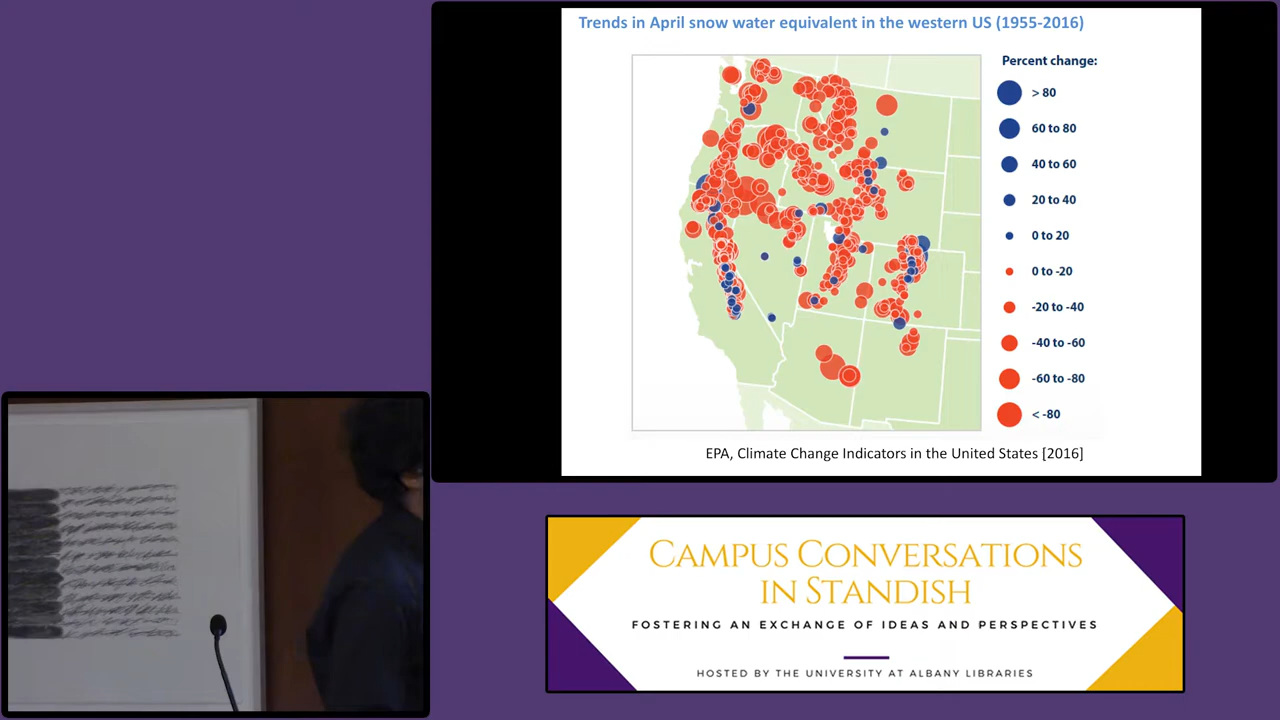 Trends in April snow water equivalent in the western US (1955-2016)
Percent change:
> 80
60 to 80
40 to 60
20 to 40
0 to 20
0 to -20
-20 to -40
-40 to -60
-60 to -80
< -80
EPA, Climate Change Indicators in the United States [2016]
CAMPUS CONVERSATIONS
IN STANDISH
FOSTERING AN EXCHANGE OF IDEAS AND PERSPECTIVES
HOSTED BY THE UNIVERSITY AT ALBANY LIBRARIES